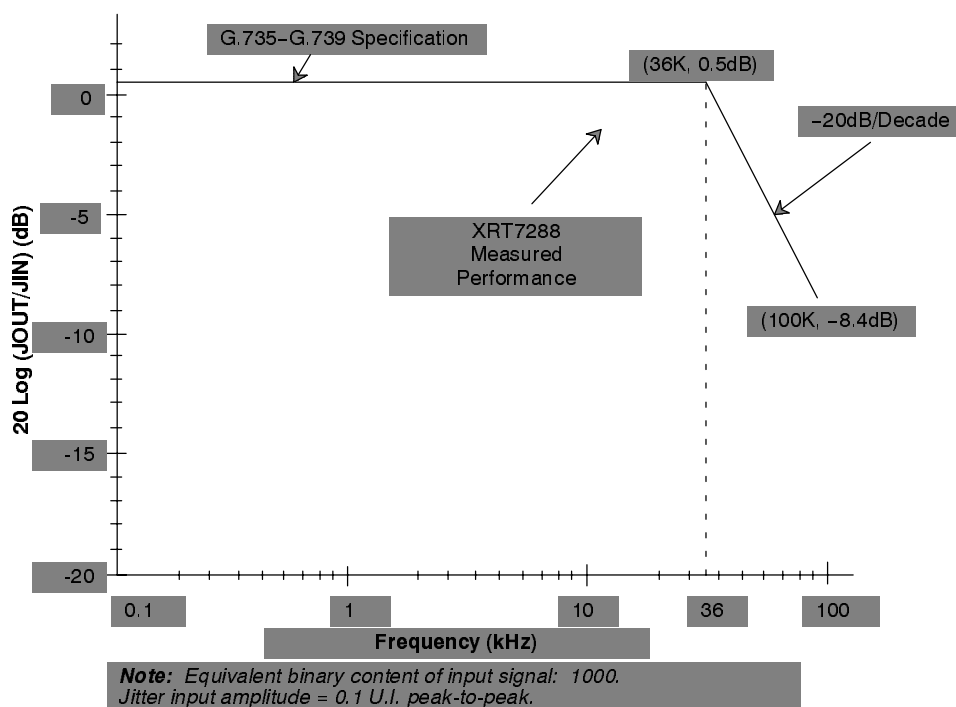 G.735−G.739 Specification
(36K, 0.5dB)
−20dB/Decade
XRT7288
Measured
Performance
(100K, −8.4dB)
20 Log (JOUT/JIN) (dB)
0
-5
-10
-15
-20
0.1
1
10
36
100
Frequency (kHz)
Note: Equivalent binary content of input signal: 1000.
Jitter input amplitude = 0.1 U.I. peak-to-peak.